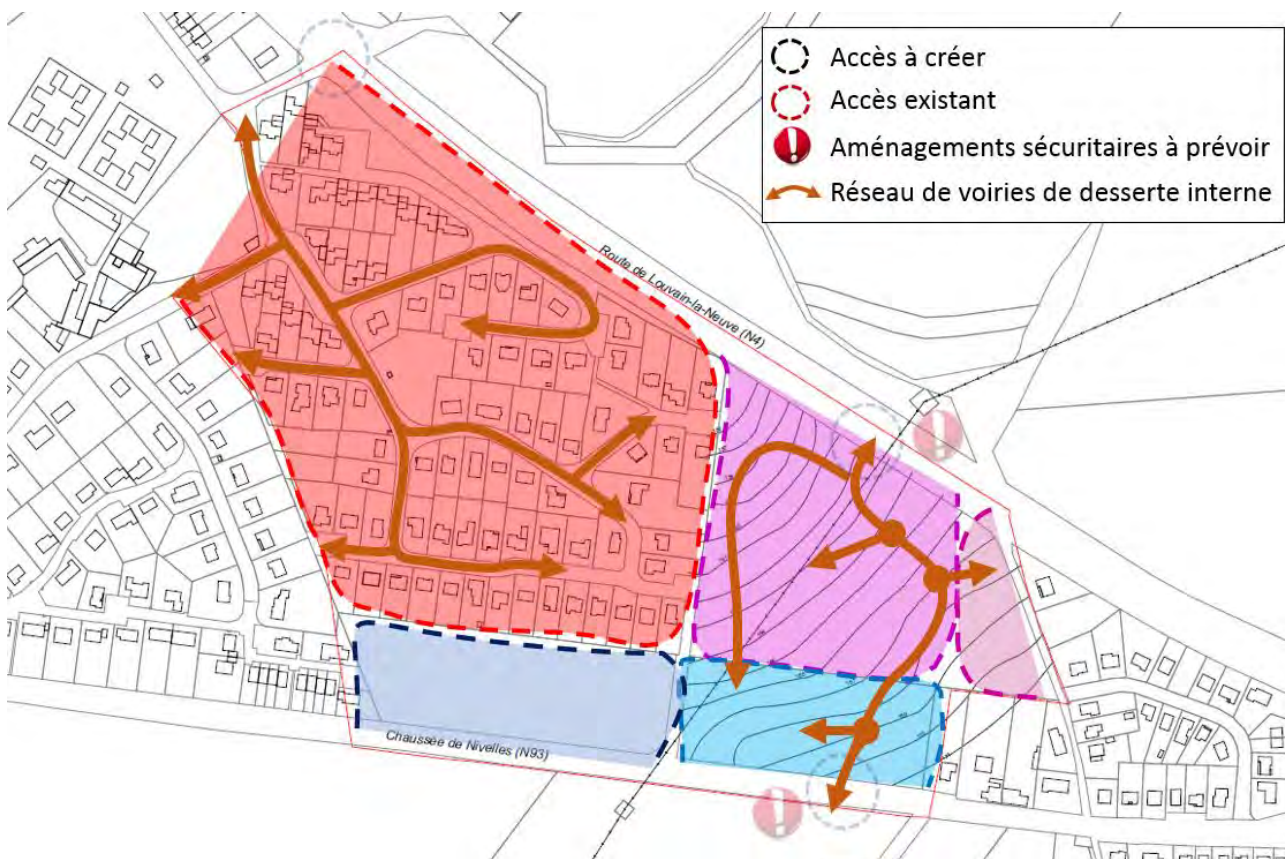 Accès à créer
Accès existant
Aménagements sécuritaires à prévoir
Réseau de voiries de desserte interne
Route de Louvain-la-Neuve (N4)
Chaussée de Nivelles (N93)